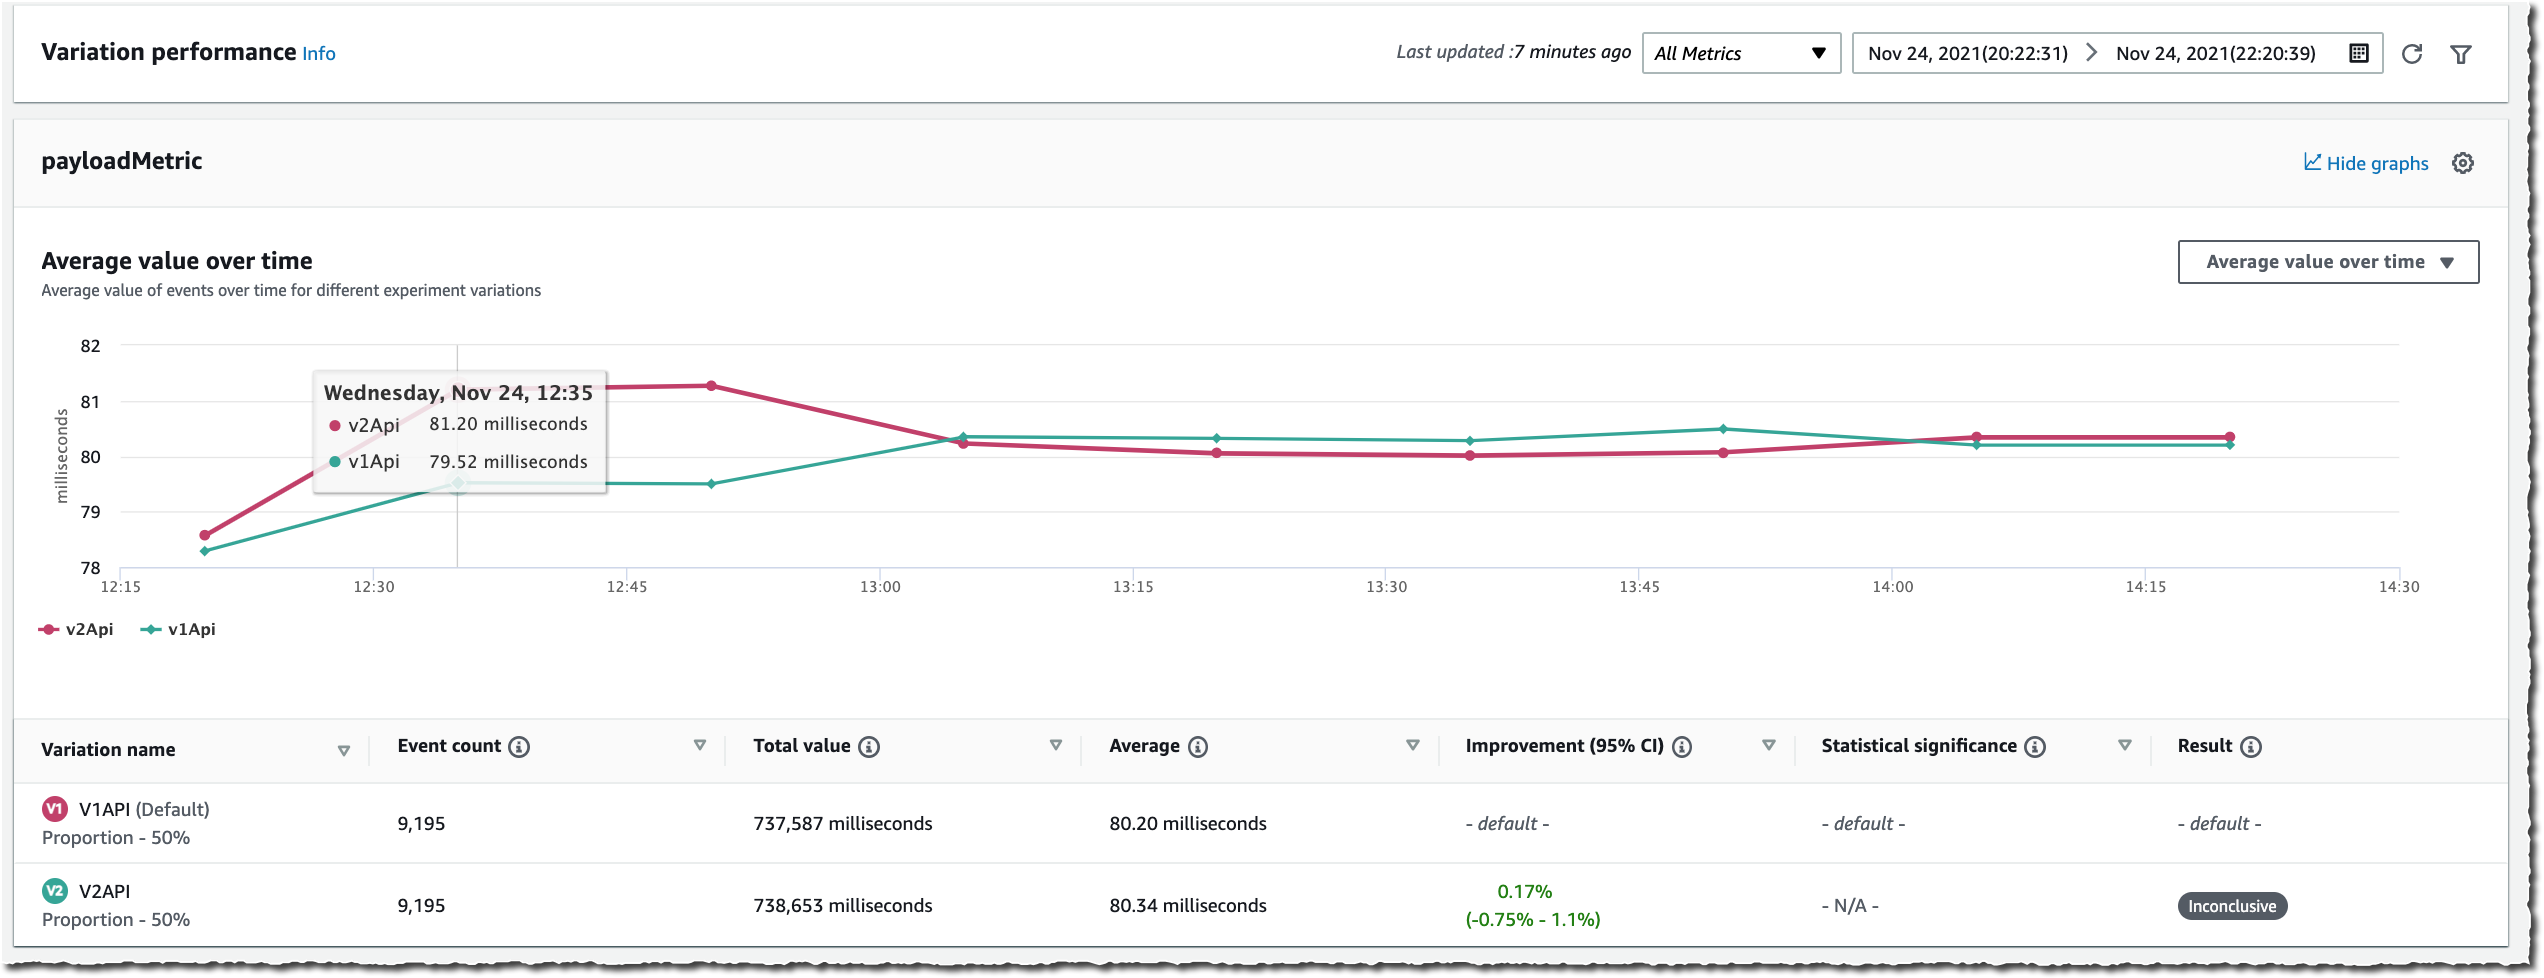 Variation performance Info
Last updated :7 minutes ago
All Metrics
Nov 24, 2021(20:22:31) Nov 24, 2021(22:20:39)
payloadMetric
Hide graphs
Average value over time
Average value of events over time for different experiment variations
Average value over time
milliseconds
82
81
80
79
78
Wednesday, Nov 24, 12:35
v2Api 81.20 milliseconds
v1Api 79.52 milliseconds
12:15 12:30 12:45 13:00 13:15 13:30 13:45 14:00 14:15 14:30
v2Api v1Api
Variation name Event count Total value Average Improvement (95% CI) Statistical significance Result
V1 V1API (Default)
Proportion - 50%
9,195 737,587 milliseconds 80.20 milliseconds - default - - default - - default -
V2 V2API
Proportion - 50%
9,195 738,653 milliseconds 80.34 milliseconds
0.17%
(-0.75% - 1.1%)
- N/A - Inconclusive